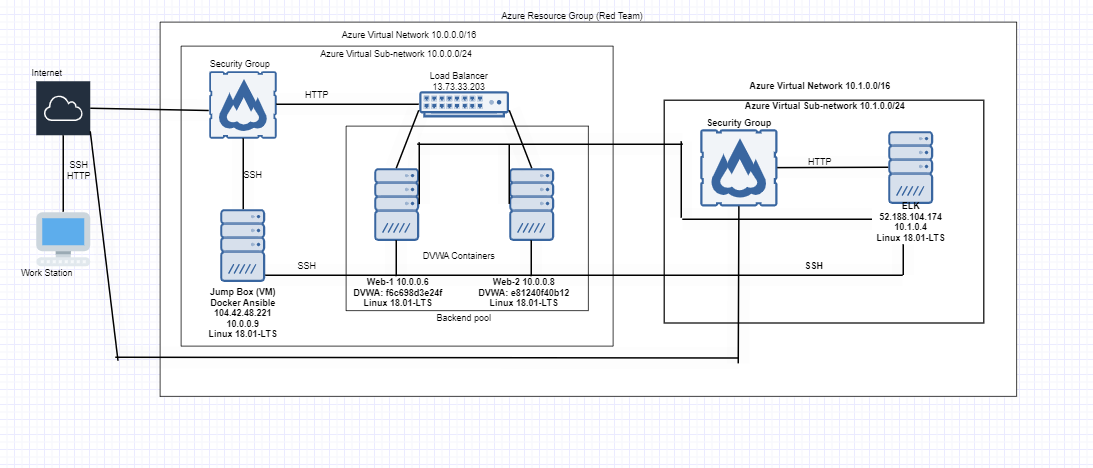 Azure Resource Group (Red Team)
Azure Virtual Network 10.0.0.0/16
Azure Virtual Sub-network 10.0.0.0/24
Security Group
Internet
Load Balancer
13.73.33.203
HTTP
Azure Virtual Network 10.1.0.0/16
Azure Virtual Sub-network 10.1.0.0/24
Security Group
HTTP
SSH
HTTP
SSH
ELK
52.188.104.174
10.1.0.4
Linux 18.01-LTS
Work Station
DVWA Containers
SSH
SSH
Web-1 10.0.0.6
DVWA: f6c698d3e24f
Linux 18.01-LTS
Web-2 10.0.0.8
DVWA: e81240f40b12
Linux 18.01-LTS
Jump Box (VM)
Docker Ansible
104.42.48.221
10.0.0.9
Linux 18.01-LTS
Backend pool